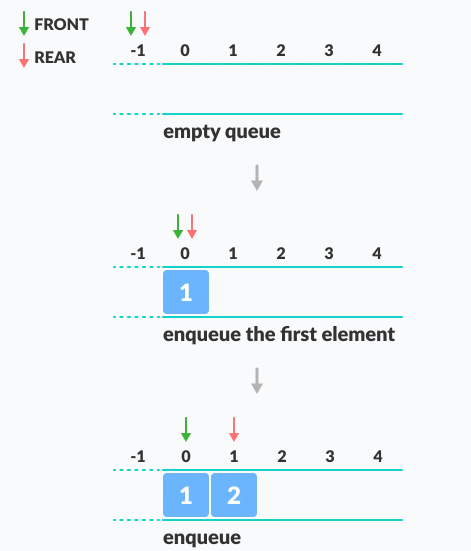 FRONT
REAR
-1 0 1 2 3 4
empty queue
-1 0 1 2 3 4
1
enqueue the first element
-1 0 1 2 3 4
1 2
enqueue